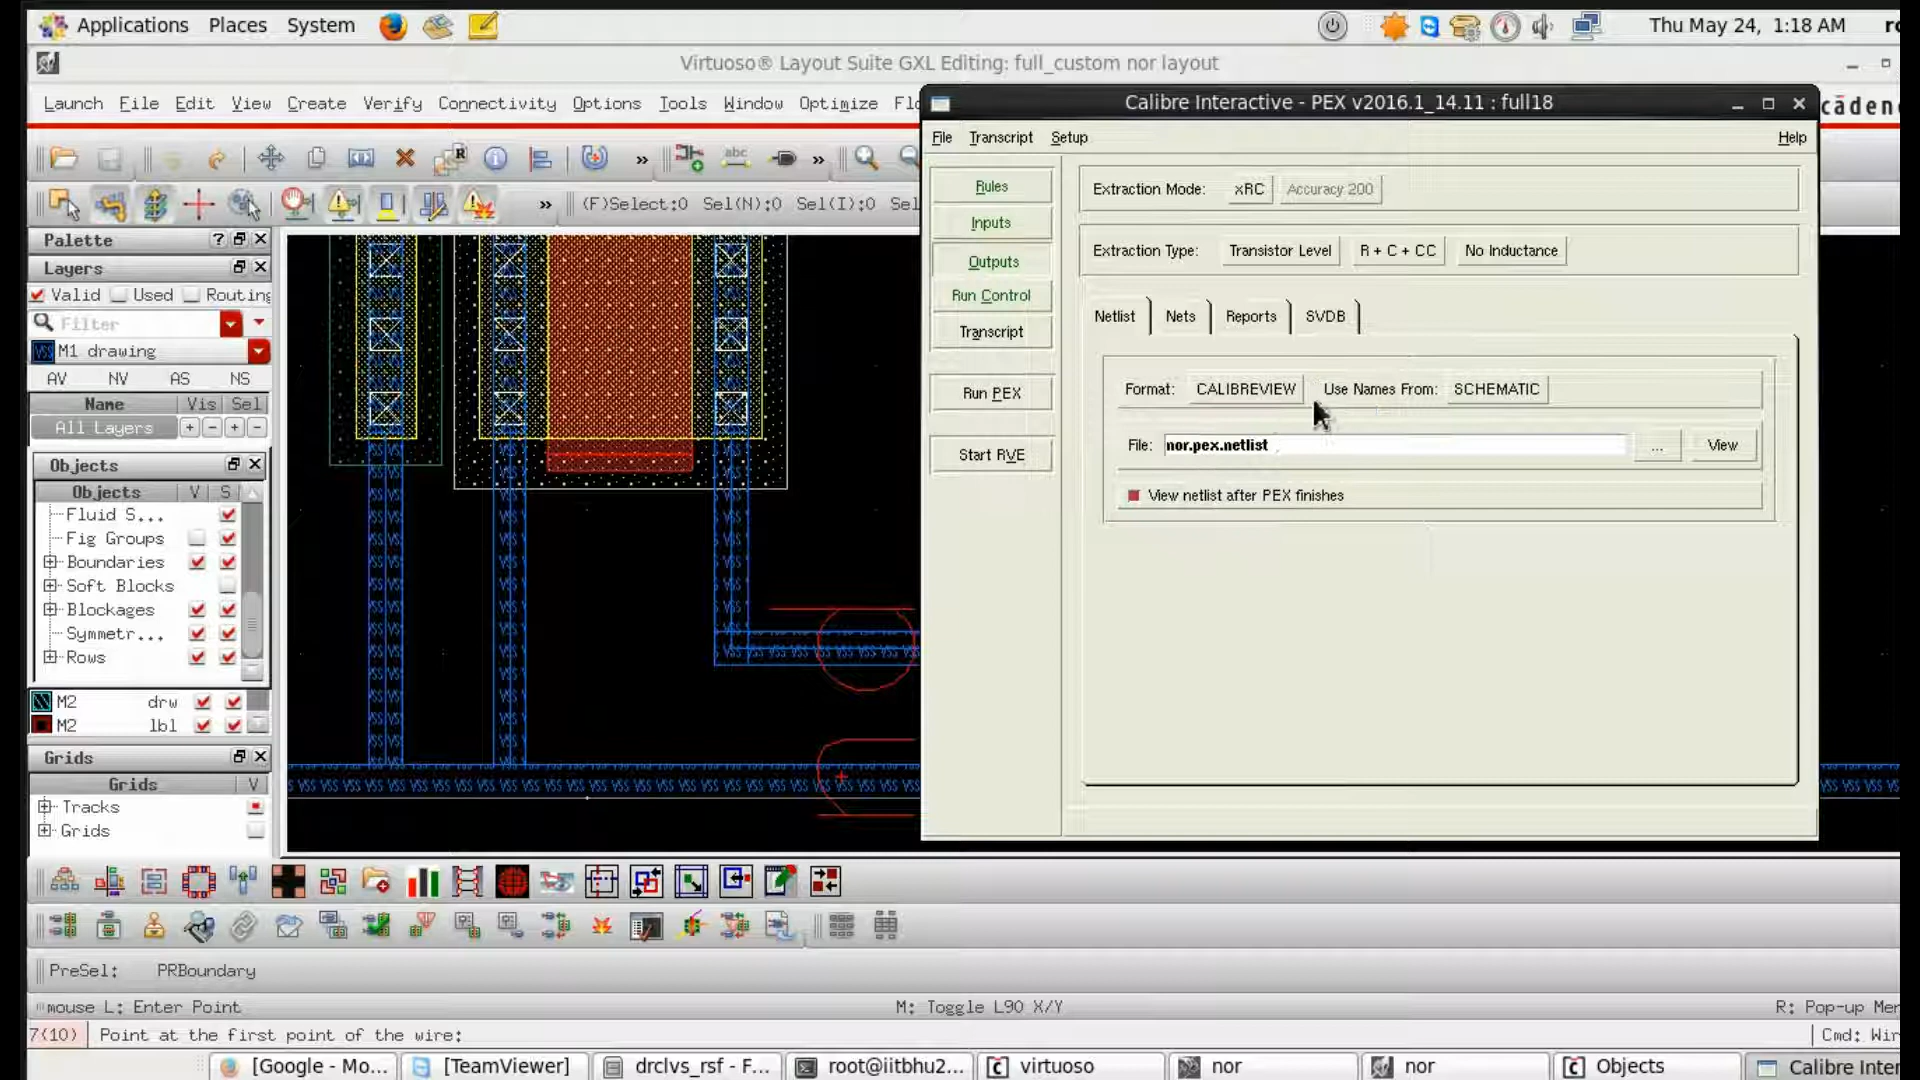 Applications Places System Thu May 24, 1:18 AM
Virtuoso® Layout Suite GXL Editing: full_custom nor layout
Launch File Edit View Create Verify Connectivity Options Tools Window Optimize
cādenc
(F)Select:0 Sel(N):0 Sel(I):0 Sel
Palette
Layers
Valid Used Routing
Filter
M1 drawing
AV NV AS NS
Name Vis Sel
All Layers
Objects
Objects V S
Fluid S...
Fig Groups
Boundaries
Soft Blocks
Blockages
Symmetr...
Rows
M2 drw
M2 lbl
Grids
Grids V
Tracks
Grids
Calibre Interactive - PEX v2016.1_14.11 : full18
File Transcript Setup Help
Rules
Inputs
Outputs
Run Control
Transcript
Run PEX
Start RVE
Extraction Mode: xRC Accuracy 200
Extraction Type: Transistor Level R + C + CC No Inductance
Netlist Nets Reports SVDB
Format: CALIBREVIEW Use Names From: SCHEMATIC
File: nor.pex.netlist ... View
View netlist after PEX finishes
PreSel: PRBoundary
mouse L: Enter Point M: Toggle L90 X/Y R: Pop-up Men
7(10) Point at the first point of the wire: Cmd: Wir
[Google - Mo... [TeamViewer] drclvs_rsf - F... root@iitbhu2... virtuoso nor nor Objects Calibre Inter